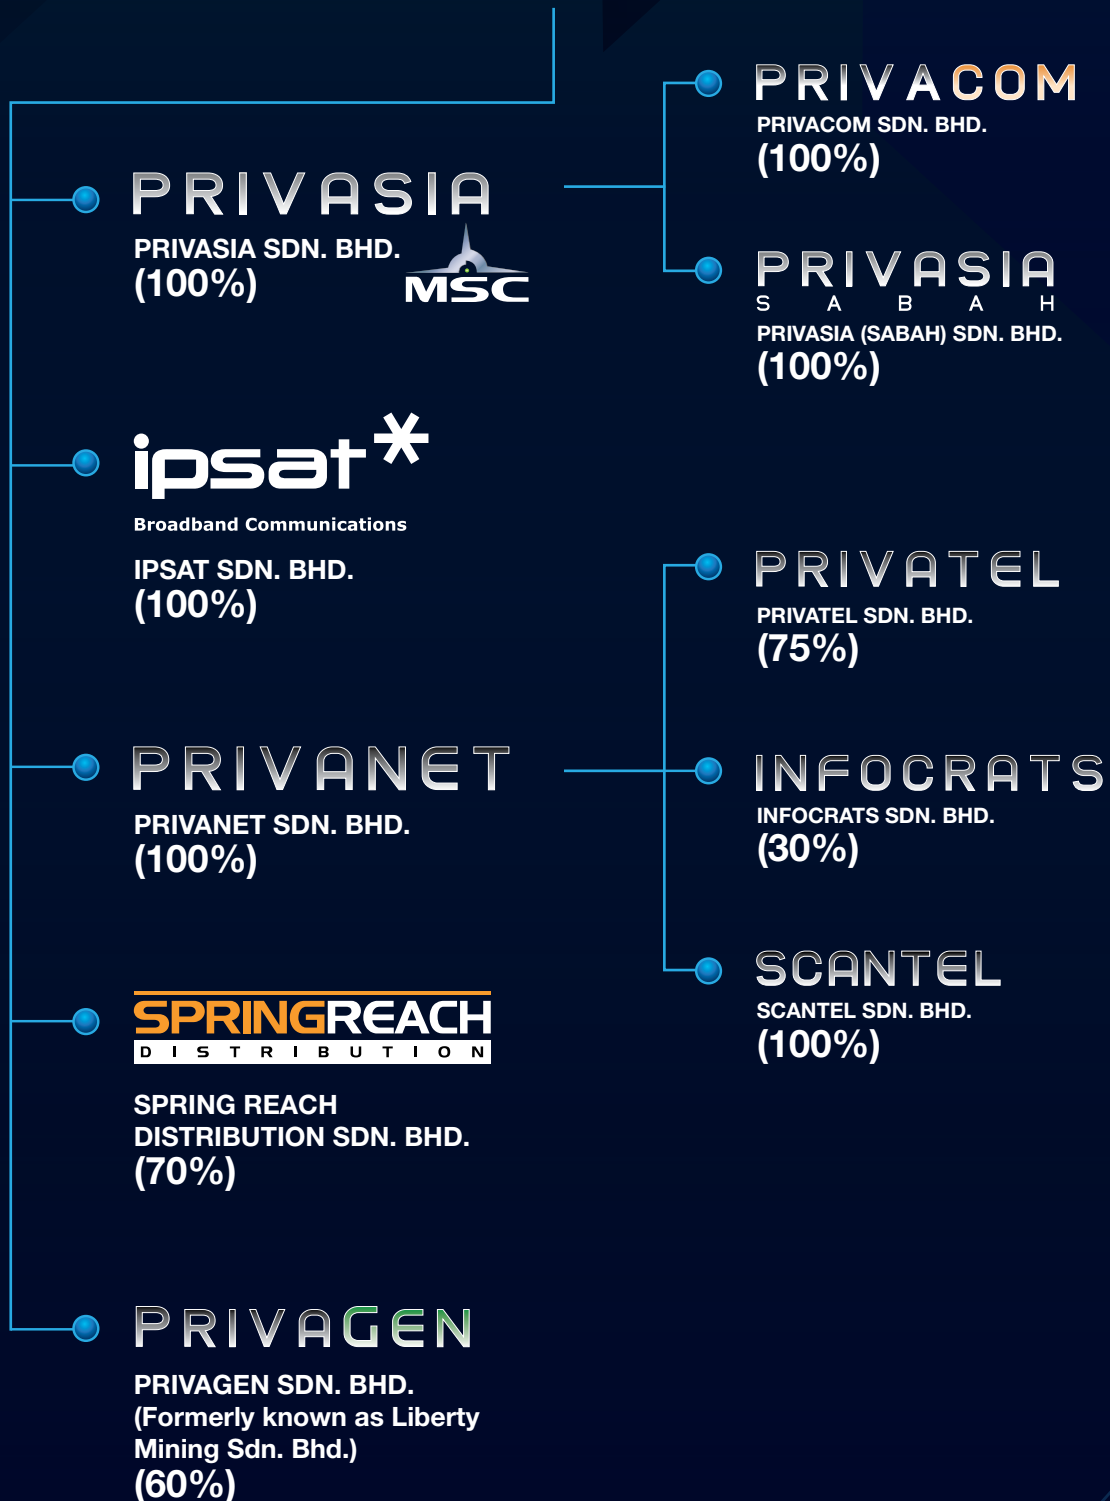 PRIVASIA
PRIVASIA SDN. BHD.
(100%)
MSC
PRIVACOM
PRIVACOM SDN. BHD.
(100%)
PRIVASIA
SABAH
PRIVASIA (SABAH) SDN. BHD.
(100%)
ipsat*
Broadband Communications
IPSAT SDN. BHD.
(100%)
PRIVANET
PRIVANET SDN. BHD.
(100%)
PRIVATEL
PRIVATEL SDN. BHD.
(75%)
INFOCRATS
INFOCRATS SDN. BHD.
(30%)
SCANTEL
SCANTEL SDN. BHD.
(100%)
SPRINGREACH
DISTRIBUTION
SPRING REACH
DISTRIBUTION SDN. BHD.
(70%)
PRIVAGEN
PRIVAGEN SDN. BHD.
(Formerly known as Liberty
Mining Sdn. Bhd.)
(60%)